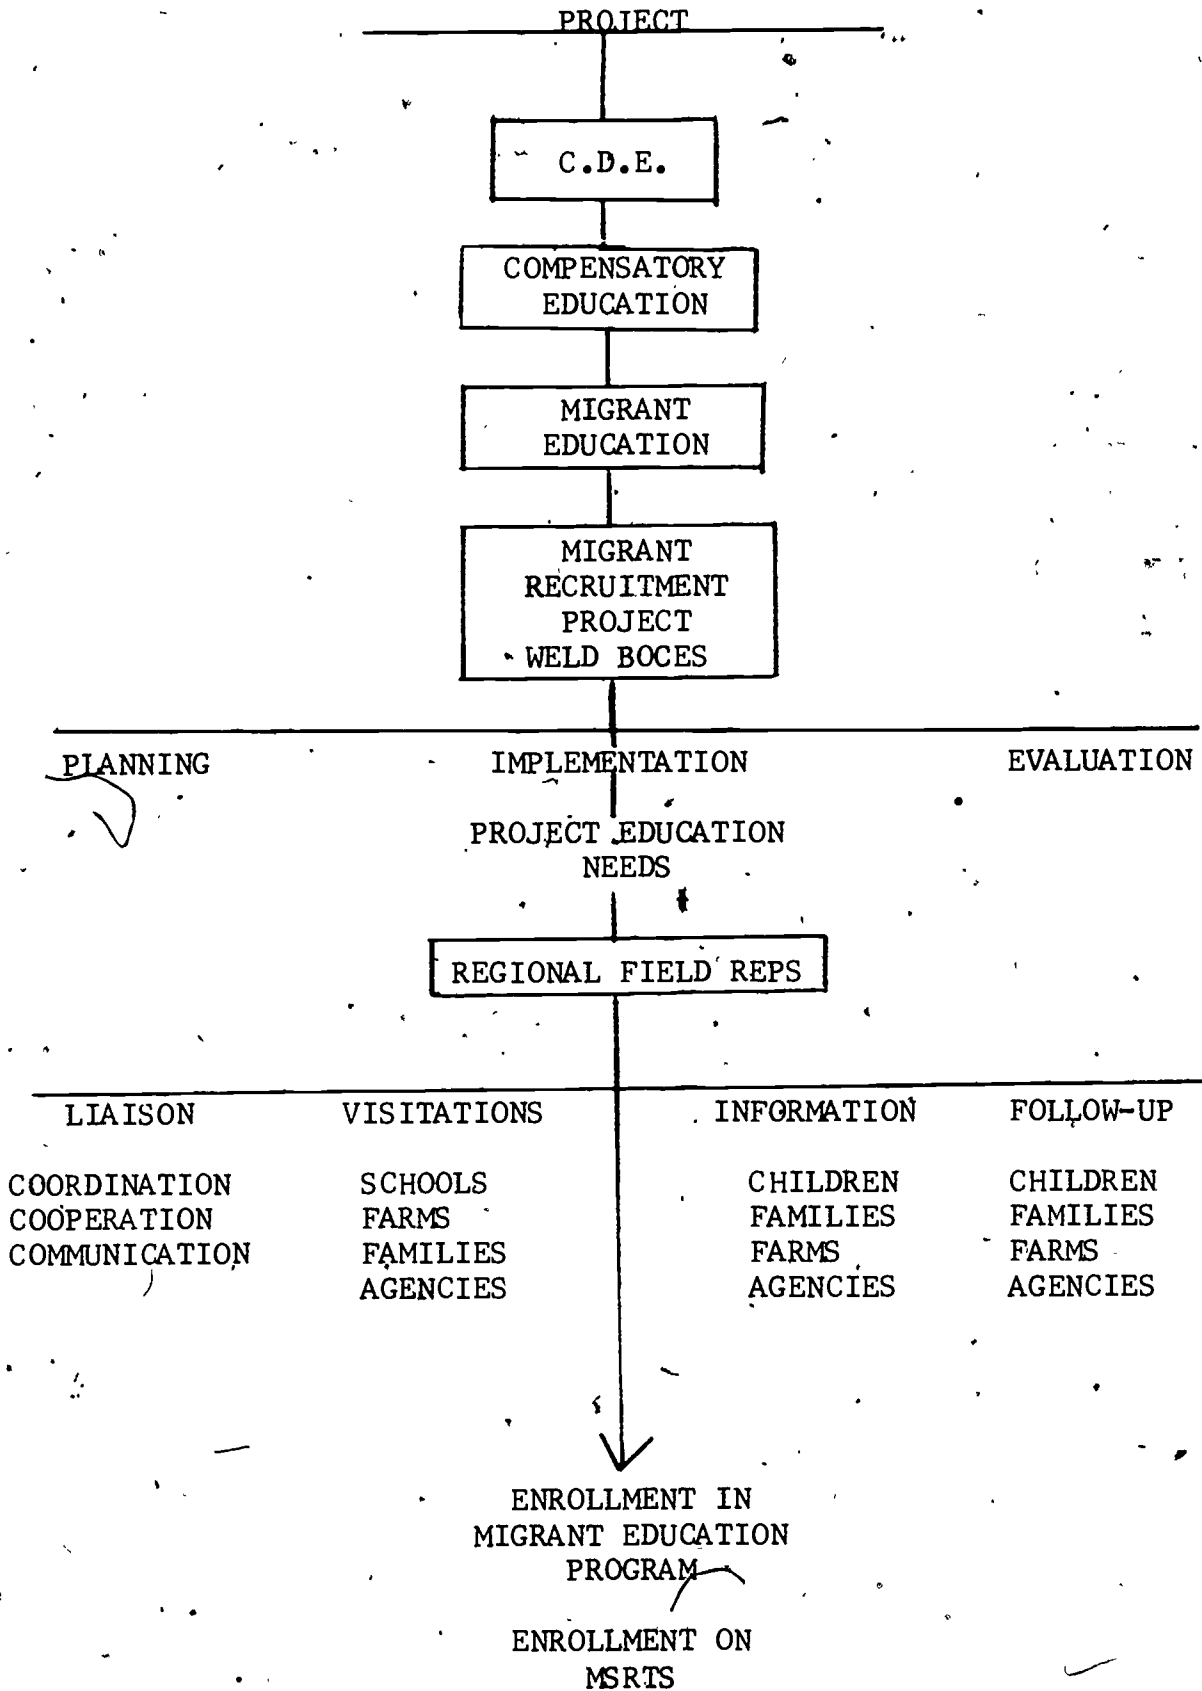 PROJECT
C.D.E.
COMPENSATORY
EDUCATION
MIGRANT
EDUCATION
MIGRANT
RECRUITMENT
PROJECT
WELD BOCES
PLANNING IMPLEMENTATION EVALUATION
PROJECT EDUCATION
NEEDS
REGIONAL FIELD REPS
LIAISON VISITATIONS INFORMATION FOLLOW-UP
COORDINATION SCHOOLS CHILDREN CHILDREN
COOPERATION FARMS FAMILIES FAMILIES
COMMUNICATION FAMILIES FARMS FARMS
AGENCIES AGENCIES AGENCIES
ENROLLMENT IN
MIGRANT EDUCATION
PROGRAM
ENROLLMENT ON
MSRTS